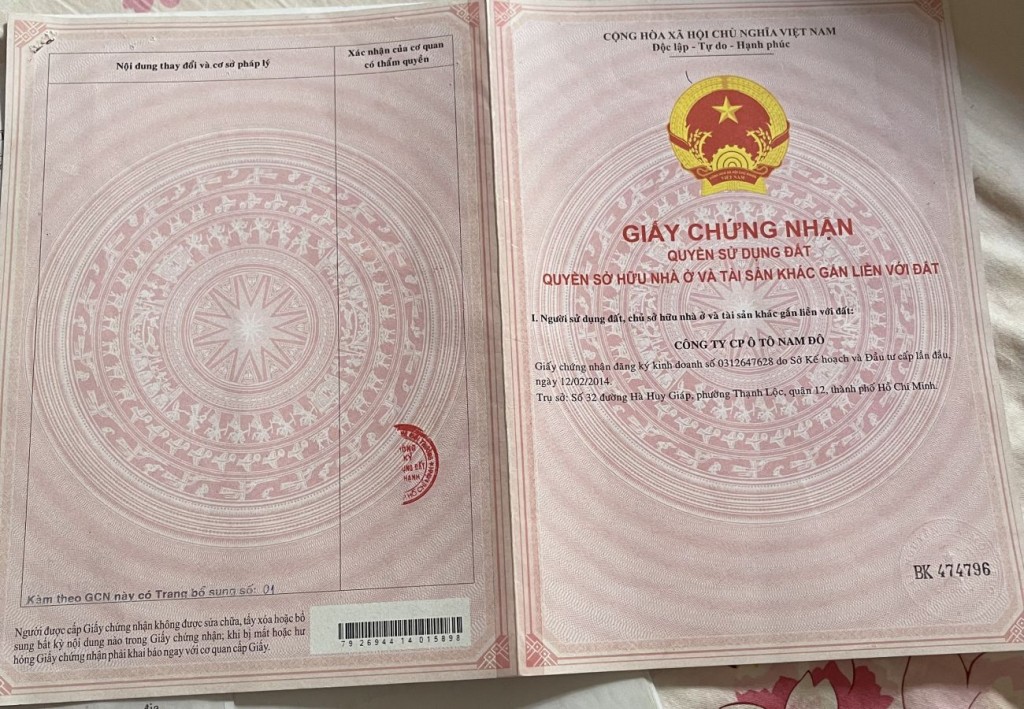 Nội dung thay đổi và cơ sở pháp lý
Xác nhận của cơ quan
có thẩm quyền
Kèm theo GCN này có Trang bổ sung số: 01
Người được cấp Giấy chứng nhận không được sửa chữa, tẩy xóa hoặc bổ
sung bất kỳ nội dung nào trong Giấy chứng nhận; khi bị mất hoặc hư
hỏng Giấy chứng nhận phải khai báo ngay với cơ quan cấp Giấy.
79 26944 14 015898
CỘNG HÒA XÃ HỘI CHỦ NGHĨA VIỆT NAM
Độc lập - Tự do - Hạnh phúc
VIỆT NAM
GIẤY CHỨNG NHẬN
QUYỀN SỬ DỤNG ĐẤT
QUYỀN SỞ HỮU NHÀ Ở VÀ TÀI SẢN KHÁC GẮN LIỀN VỚI ĐẤT
I. Người sử dụng đất, chủ sở hữu nhà ở và tài sản khác gắn liền với đất:
CÔNG TY CP Ô TÔ NAM ĐÔ
Giấy chứng nhận đăng ký kinh doanh số 0312647628 do Sở Kế hoạch và Đầu tư cấp lần đầu,
ngày 12/02/2014.
Trụ sở: Số 32 đường Hà Huy Giáp, phường Thạnh Lộc, quận 12, thành phố Hồ Chí Minh.
BK 474796